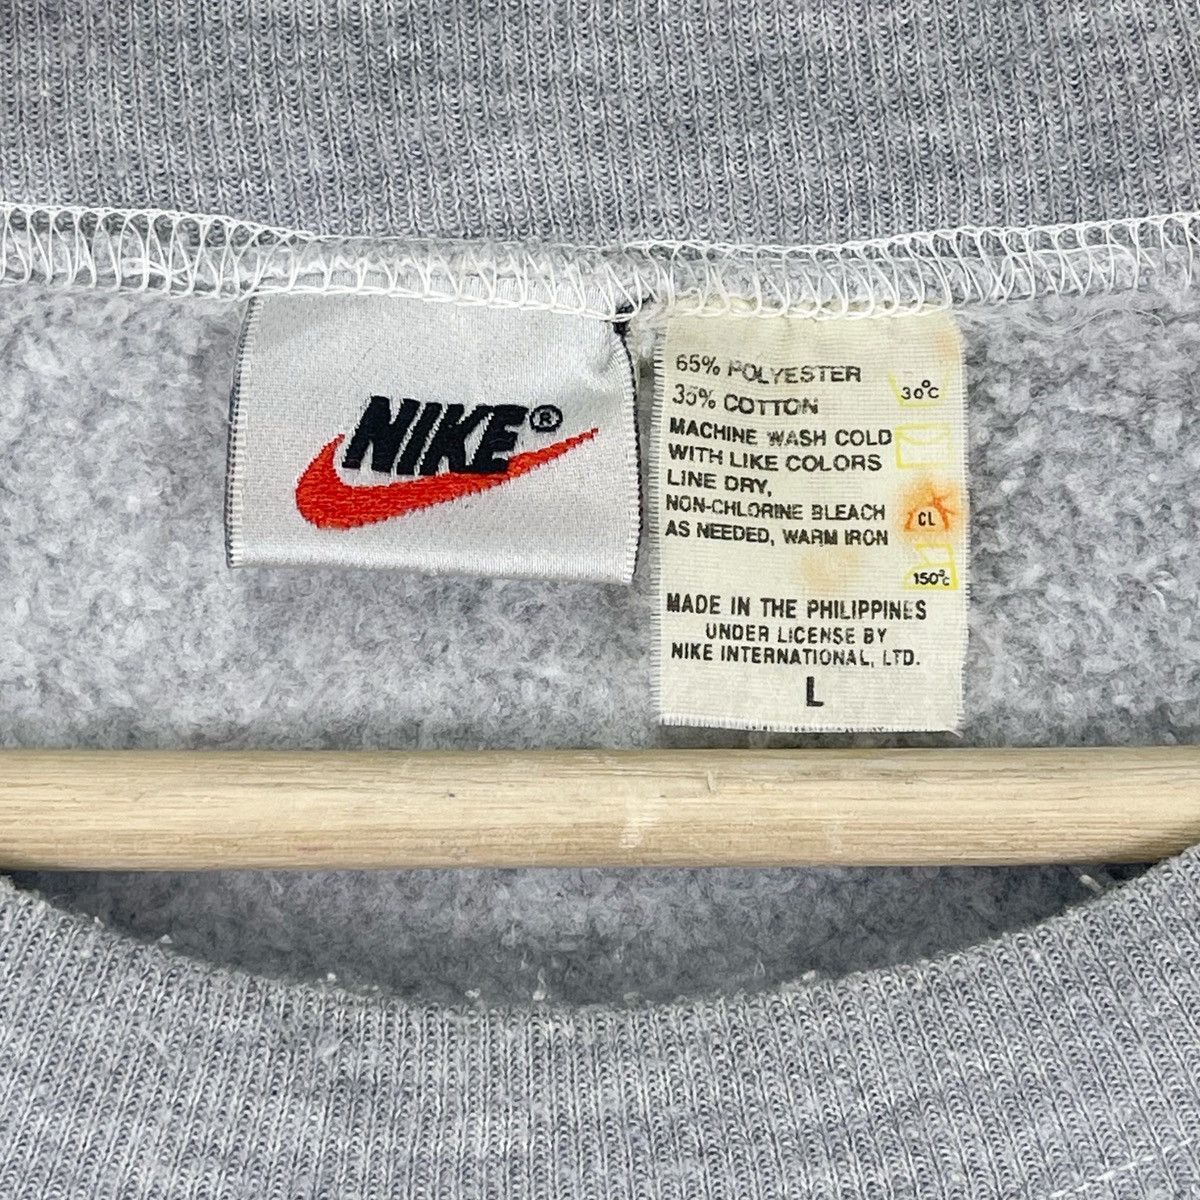 NIKE®
65% POLYESTER
35% COTTON
MACHINE WASH COLD
WITH LIKE COLORS
LINE DRY,
NON-CHLORINE BLEACH
AS NEEDED, WARM IRON
30°C
CL
150°C
MADE IN THE PHILIPPINES
UNDER LICENSE BY
NIKE INTERNATIONAL, LTD.
L